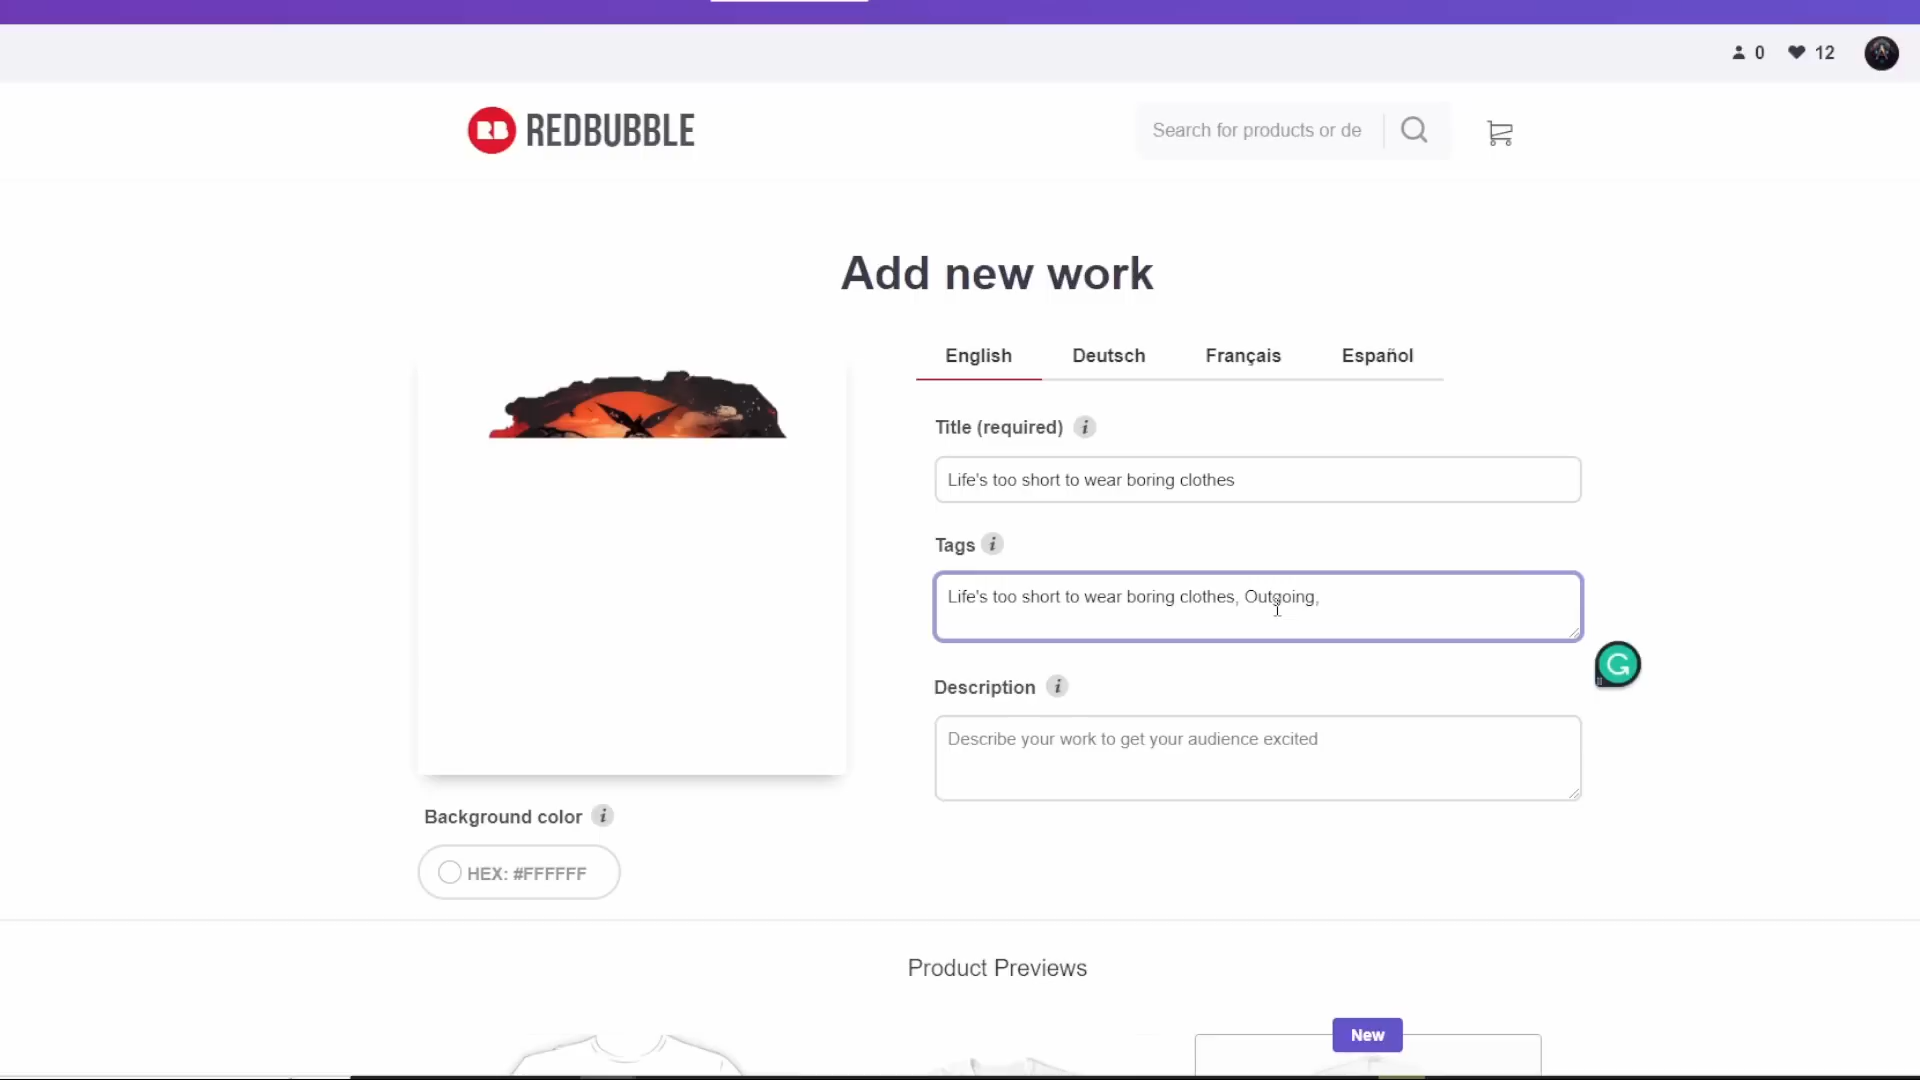 0 12
RB REDBUBBLE
Search for products or de
Add new work
English Deutsch Français Español
Title (required) i
Life's too short to wear boring clothes
Tags i
Life's too short to wear boring clothes, Outgoing,
G
Description i
Describe your work to get your audience excited
Background color i
HEX: #FFFFFF
Product Previews
New